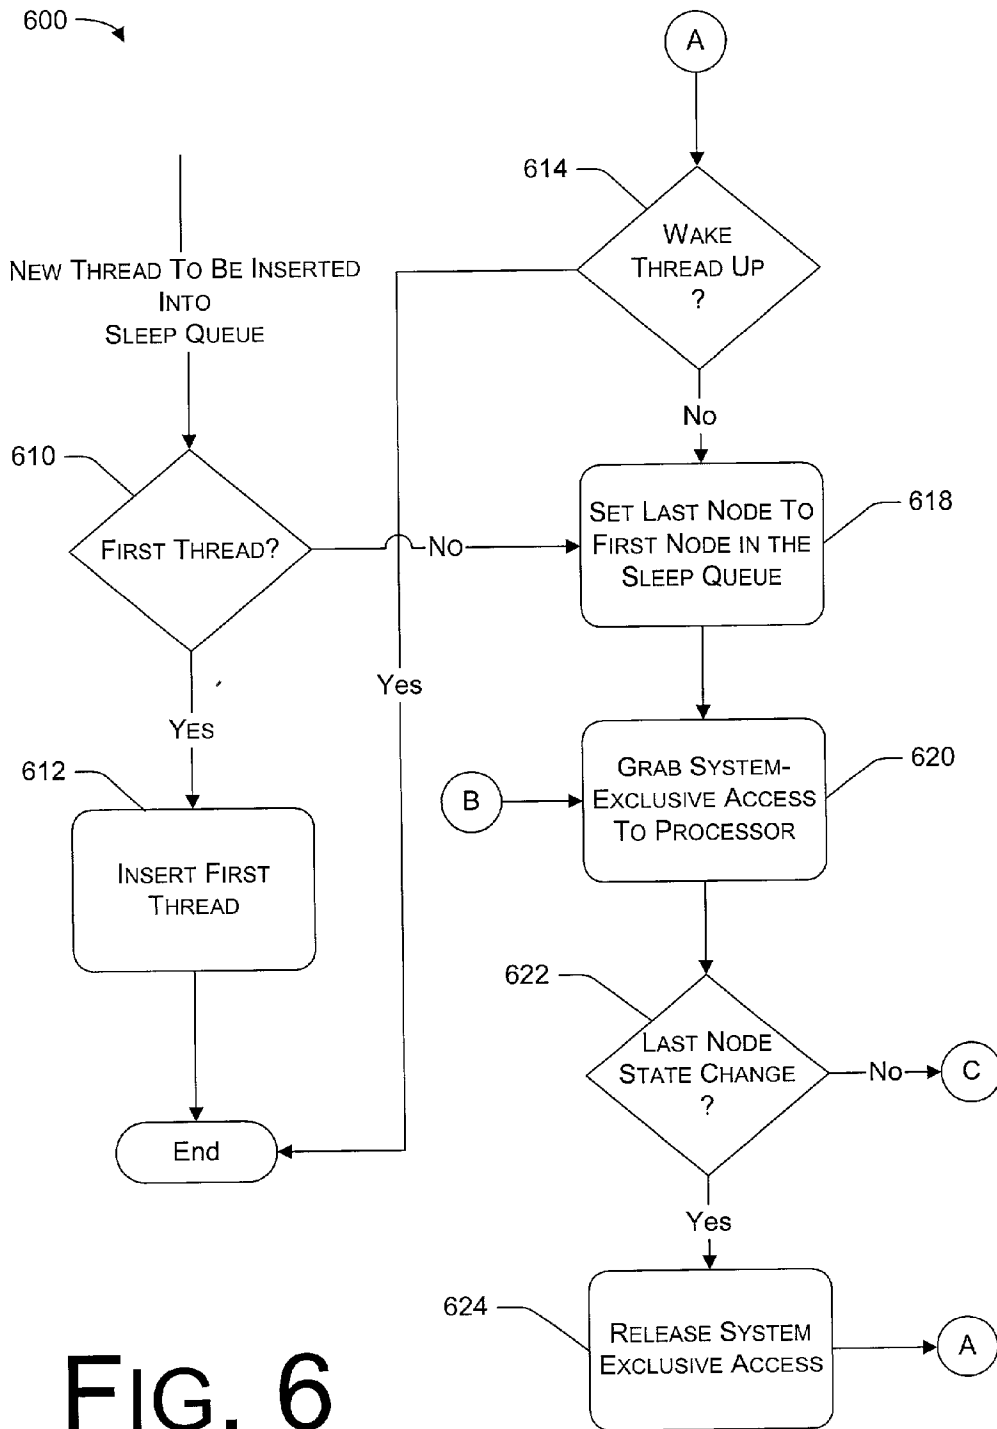 600
A
614
WAKE
THREAD UP
?
NEW THREAD TO BE INSERTED
INTO
SLEEP QUEUE
No
610
FIRST THREAD?
No
SET LAST NODE TO
FIRST NODE IN THE
SLEEP QUEUE
618
Yes
YES
612
INSERT FIRST
THREAD
B
GRAB SYSTEM-
EXCLUSIVE ACCESS
TO PROCESSOR
620
622
LAST NODE
STATE CHANGE
?
No
C
End
Yes
624
RELEASE SYSTEM
EXCLUSIVE ACCESS
A
FIG. 6